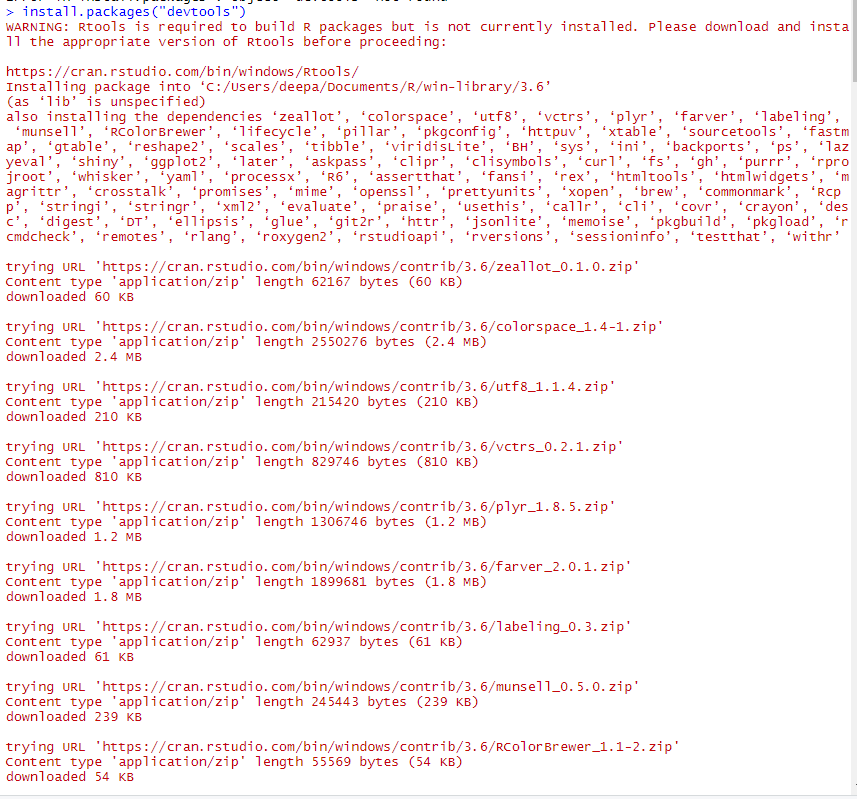 > install.packages("devtools")
WARNING: Rtools is required to build R packages but is not currently installed. Please download and insta
ll the appropriate version of Rtools before proceeding:
https://cran.rstudio.com/bin/windows/Rtools/
Installing package into ‘C:/Users/deepa/Documents/R/win-library/3.6’
(as ‘lib’ is unspecified)
also installing the dependencies ‘zeallot’, ‘colorspace’, ‘utf8’, ‘vctrs’, ‘plyr’, ‘farver’, ‘labeling’,
‘munsell’, ‘RColorBrewer’, ‘lifecycle’, ‘pillar’, ‘pkgconfig’, ‘httpuv’, ‘xtable’, ‘sourcetools’, ‘fastm
ap’, ‘gtable’, ‘reshape2’, ‘scales’, ‘tibble’, ‘viridisLite’, ‘BH’, ‘sys’, ‘ini’, ‘backports’, ‘ps’, ‘laz
yeval’, ‘shiny’, ‘ggplot2’, ‘later’, ‘askpass’, ‘clipr’, ‘clisymbols’, ‘curl’, ‘fs’, ‘gh’, ‘purrr’, ‘rpro
jroot’, ‘whisker’, ‘yaml’, ‘processx’, ‘R6’, ‘assertthat’, ‘fansi’, ‘rex’, ‘htmltools’, ‘htmlwidgets’, ‘m
agrittr’, ‘crosstalk’, ‘promises’, ‘mime’, ‘openssl’, ‘prettyunits’, ‘xopen’, ‘brew’, ‘commonmark’, ‘Rcp
p’, ‘stringi’, ‘stringr’, ‘xml2’, ‘evaluate’, ‘praise’, ‘usethis’, ‘callr’, ‘cli’, ‘covr’, ‘crayon’, ‘des
c’, ‘digest’, ‘DT’, ‘ellipsis’, ‘glue’, ‘git2r’, ‘httr’, ‘jsonlite’, ‘memoise’, ‘pkgbuild’, ‘pkgload’, ‘r
cmdcheck’, ‘remotes’, ‘rlang’, ‘roxygen2’, ‘rstudioapi’, ‘rversions’, ‘sessioninfo’, ‘testthat’, ‘withr’
trying URL 'https://cran.rstudio.com/bin/windows/contrib/3.6/zeallot_0.1.0.zip'
Content type 'application/zip' length 62167 bytes (60 KB)
downloaded 60 KB
trying URL 'https://cran.rstudio.com/bin/windows/contrib/3.6/colorspace_1.4-1.zip'
Content type 'application/zip' length 2550276 bytes (2.4 MB)
downloaded 2.4 MB
trying URL 'https://cran.rstudio.com/bin/windows/contrib/3.6/utf8_1.1.4.zip'
Content type 'application/zip' length 215420 bytes (210 KB)
downloaded 210 KB
trying URL 'https://cran.rstudio.com/bin/windows/contrib/3.6/vctrs_0.2.1.zip'
Content type 'application/zip' length 829746 bytes (810 KB)
downloaded 810 KB
trying URL 'https://cran.rstudio.com/bin/windows/contrib/3.6/plyr_1.8.5.zip'
Content type 'application/zip' length 1306746 bytes (1.2 MB)
downloaded 1.2 MB
trying URL 'https://cran.rstudio.com/bin/windows/contrib/3.6/farver_2.0.1.zip'
Content type 'application/zip' length 1899681 bytes (1.8 MB)
downloaded 1.8 MB
trying URL 'https://cran.rstudio.com/bin/windows/contrib/3.6/labeling_0.3.zip'
Content type 'application/zip' length 62937 bytes (61 KB)
downloaded 61 KB
trying URL 'https://cran.rstudio.com/bin/windows/contrib/3.6/munsell_0.5.0.zip'
Content type 'application/zip' length 245443 bytes (239 KB)
downloaded 239 KB
trying URL 'https://cran.rstudio.com/bin/windows/contrib/3.6/RColorBrewer_1.1-2.zip'
Content type 'application/zip' length 55569 bytes (54 KB)
downloaded 54 KB